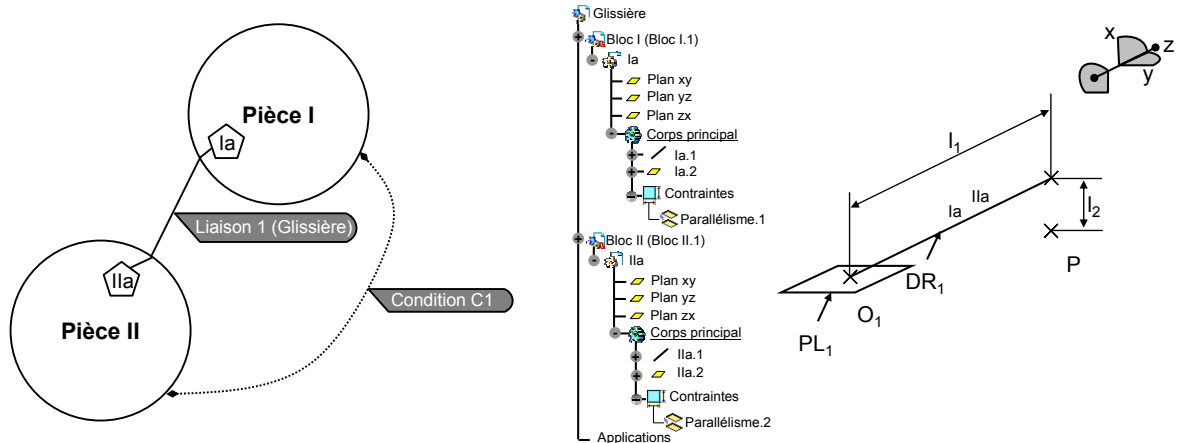 Pièce I
Ia
Liaison 1 (Glissière)
IIa
Pièce II
Condition C1
Glissière
Bloc I (Bloc I.1)
Ia
Plan xy
Plan yz
Plan zx
Corps principal
Ia.1
Ia.2
Contraintes
Parallélisme.1
Bloc II (Bloc II.1)
IIa
Plan xy
Plan yz
Plan zx
Corps principal
IIa.1
IIa.2
Contraintes
Parallélisme.2
Applications
x
z
y
l1
Ia IIa
l2
P
DR1
O1
PL1